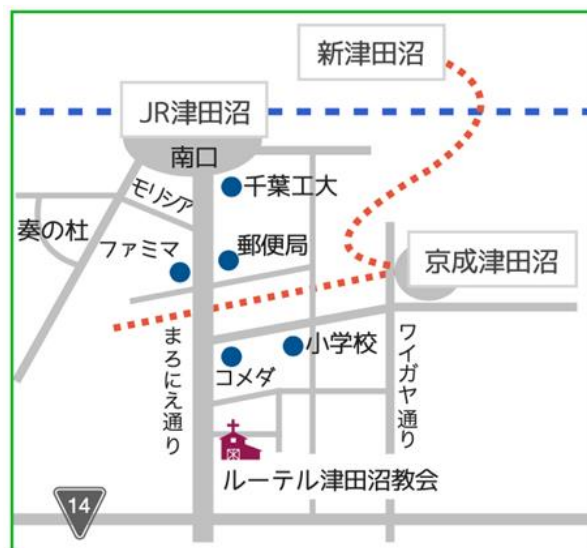 新津田沼
JR津田沼
南口
千葉工大
モリシア
奏の杜
ファミマ
郵便局
京成津田沼
まろにえ通り
小学校
コメダ
ワイガヤ通り
ルーテル津田沼教会
14